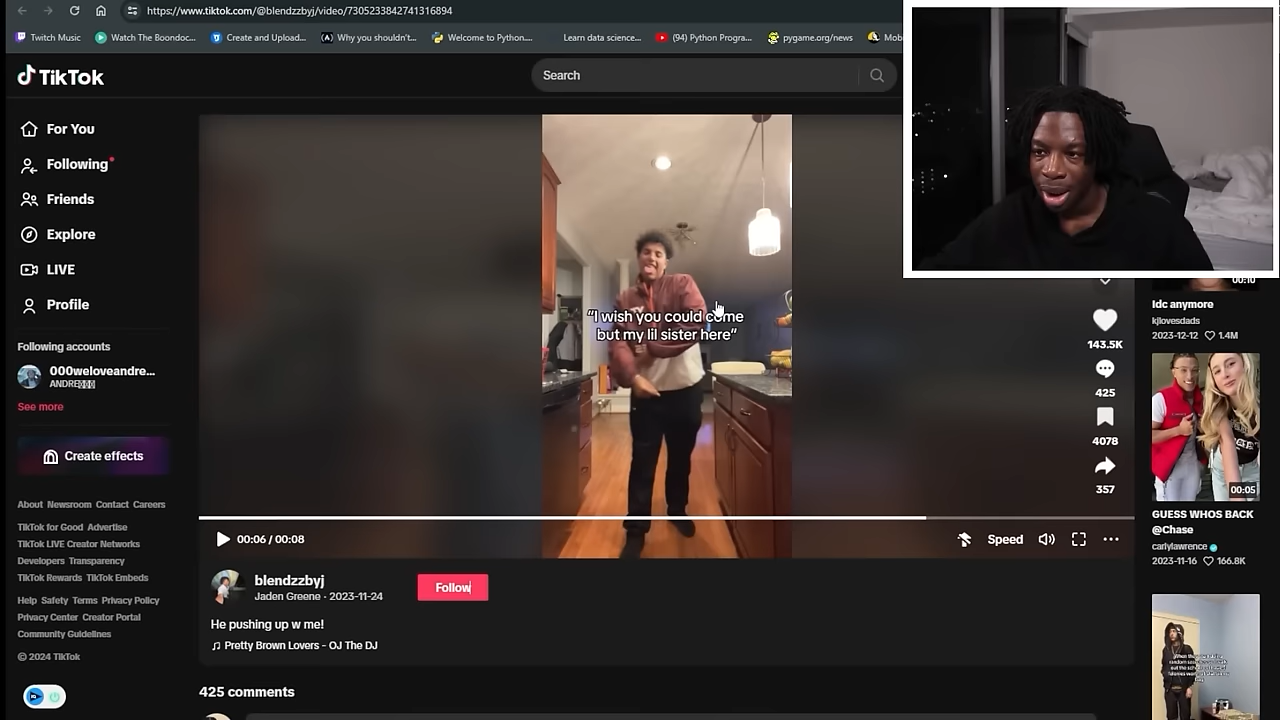 https://www.tiktok.com/@blendzzbyj/video/7305233842741316894
Twitch Music
Watch The Boondoc...
Create and Upload...
Why you shouldn't...
Welcome to Python....
Learn data science...
(94) Python Progra...
pygame.org/news
Mob
TikTok
Search
For You
Following
Friends
Explore
LIVE
Profile
Following accounts
000weloveandre...
See more
Create effects
About Newsroom Contact Careers
TikTok for Good Advertise
TikTok LIVE Creator Networks
Developers Transparency
TikTok Rewards TikTok Embeds
Help Safety Terms Privacy Policy
Privacy Center Creator Portal
Community Guidelines
© 2024 TikTok
"I wish you could come
but my lil sister here"
143.5K
425
4078
357
00:06 / 00:08
Speed
blendzzbyj
Jaden Greene · 2023-11-24
Follow
He pushing up w me!
Pretty Brown Lovers - OJ The DJ
425 comments
00:10
Idc anymore
kjlovesdads
2023-12-12 1.4M
00:05
GUESS WHOS BACK
@Chase
carlylawrence
2023-11-16 166.8K